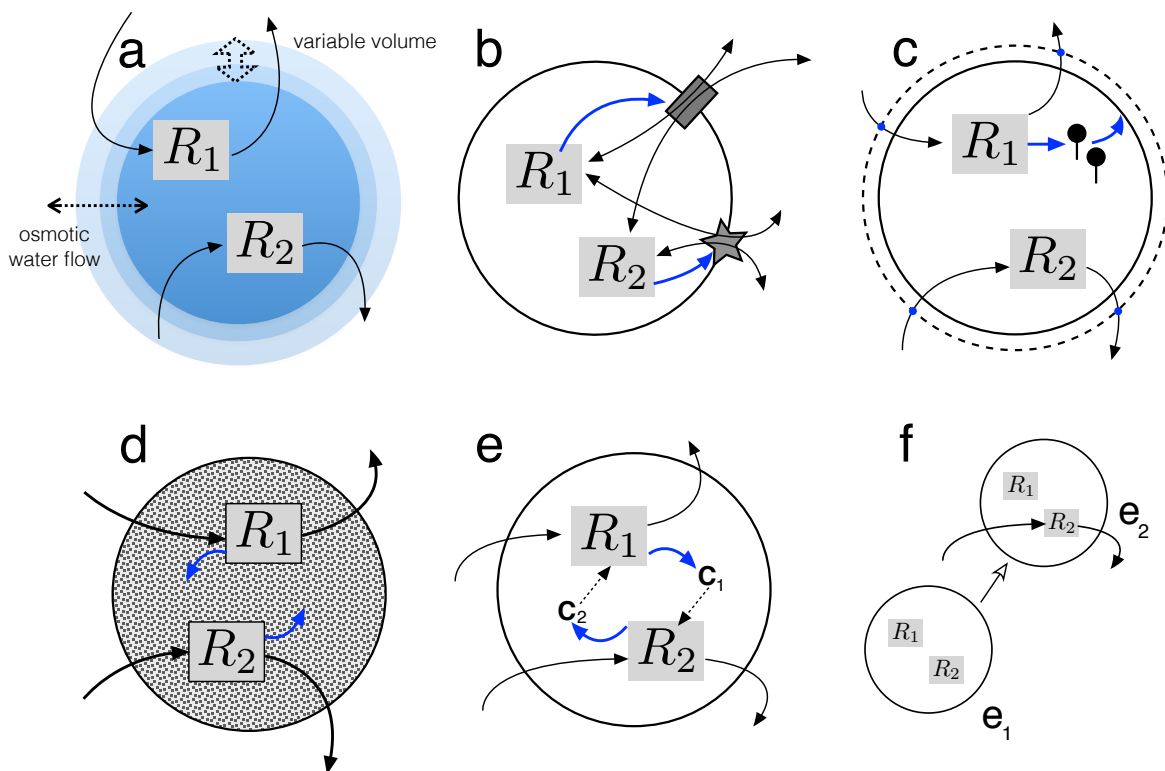 a
variable volume
R1
R2
osmotic
water flow
b
R1
R2
c
R1
R2
d
R1
R2
e
R1
c1
c2
R2
f
R1
R2
e2
R1
R2
e1